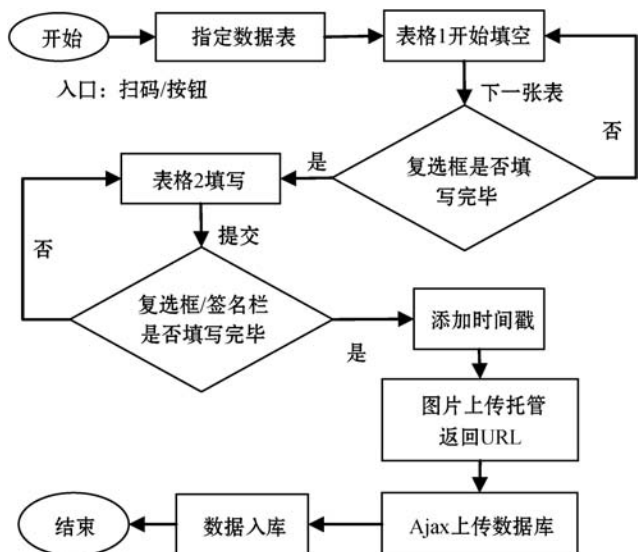 开始
指定数据表
表格1开始填空
入口：扫码/按钮
下一张表
否
复选框是否填
写完毕
是
表格2填写
提交
否
复选框/签名栏
是否填写完毕
是
添加时间戳
图片上传托管
返回URL
Ajax上传数据库
数据入库
结束